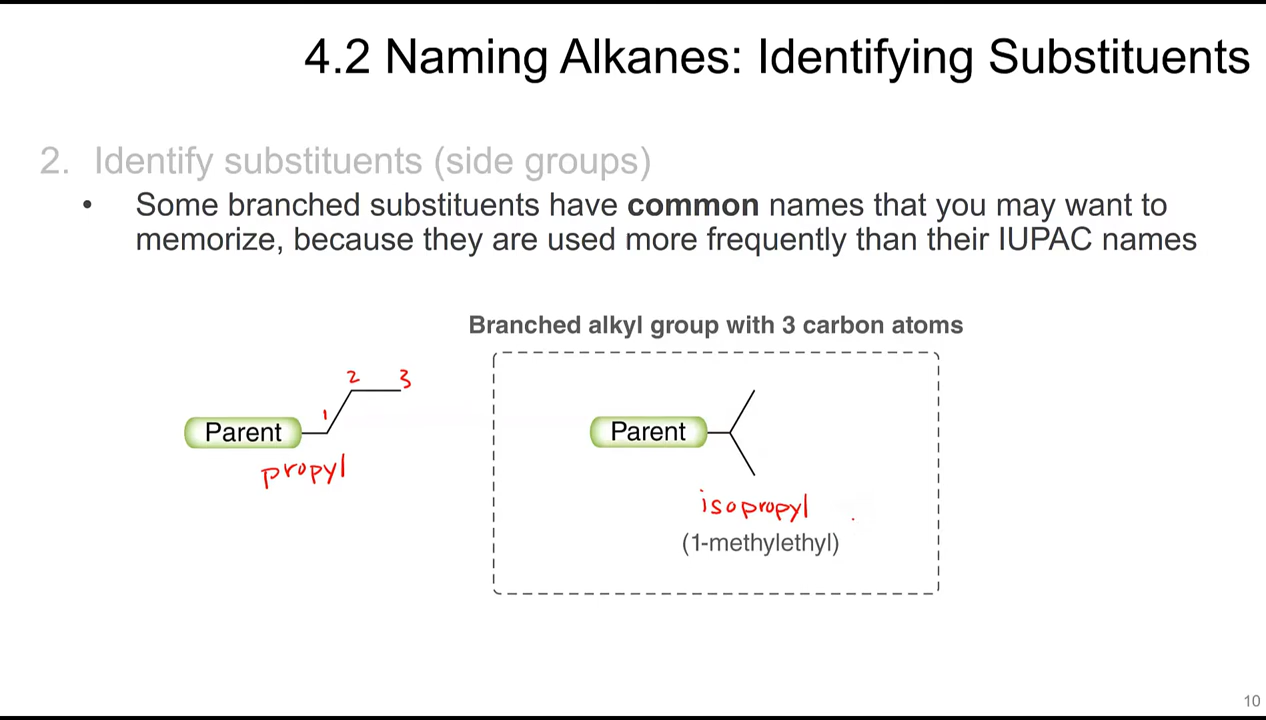 4.2 Naming Alkanes: Identifying Substituents
2. Identify substituents (side groups)
• Some branched substituents have common names that you may want to
memorize, because they are used more frequently than their IUPAC names
Branched alkyl group with 3 carbon atoms
2 3
1
Parent
propyl
Parent
isopropyl
(1-methylethyl)
10